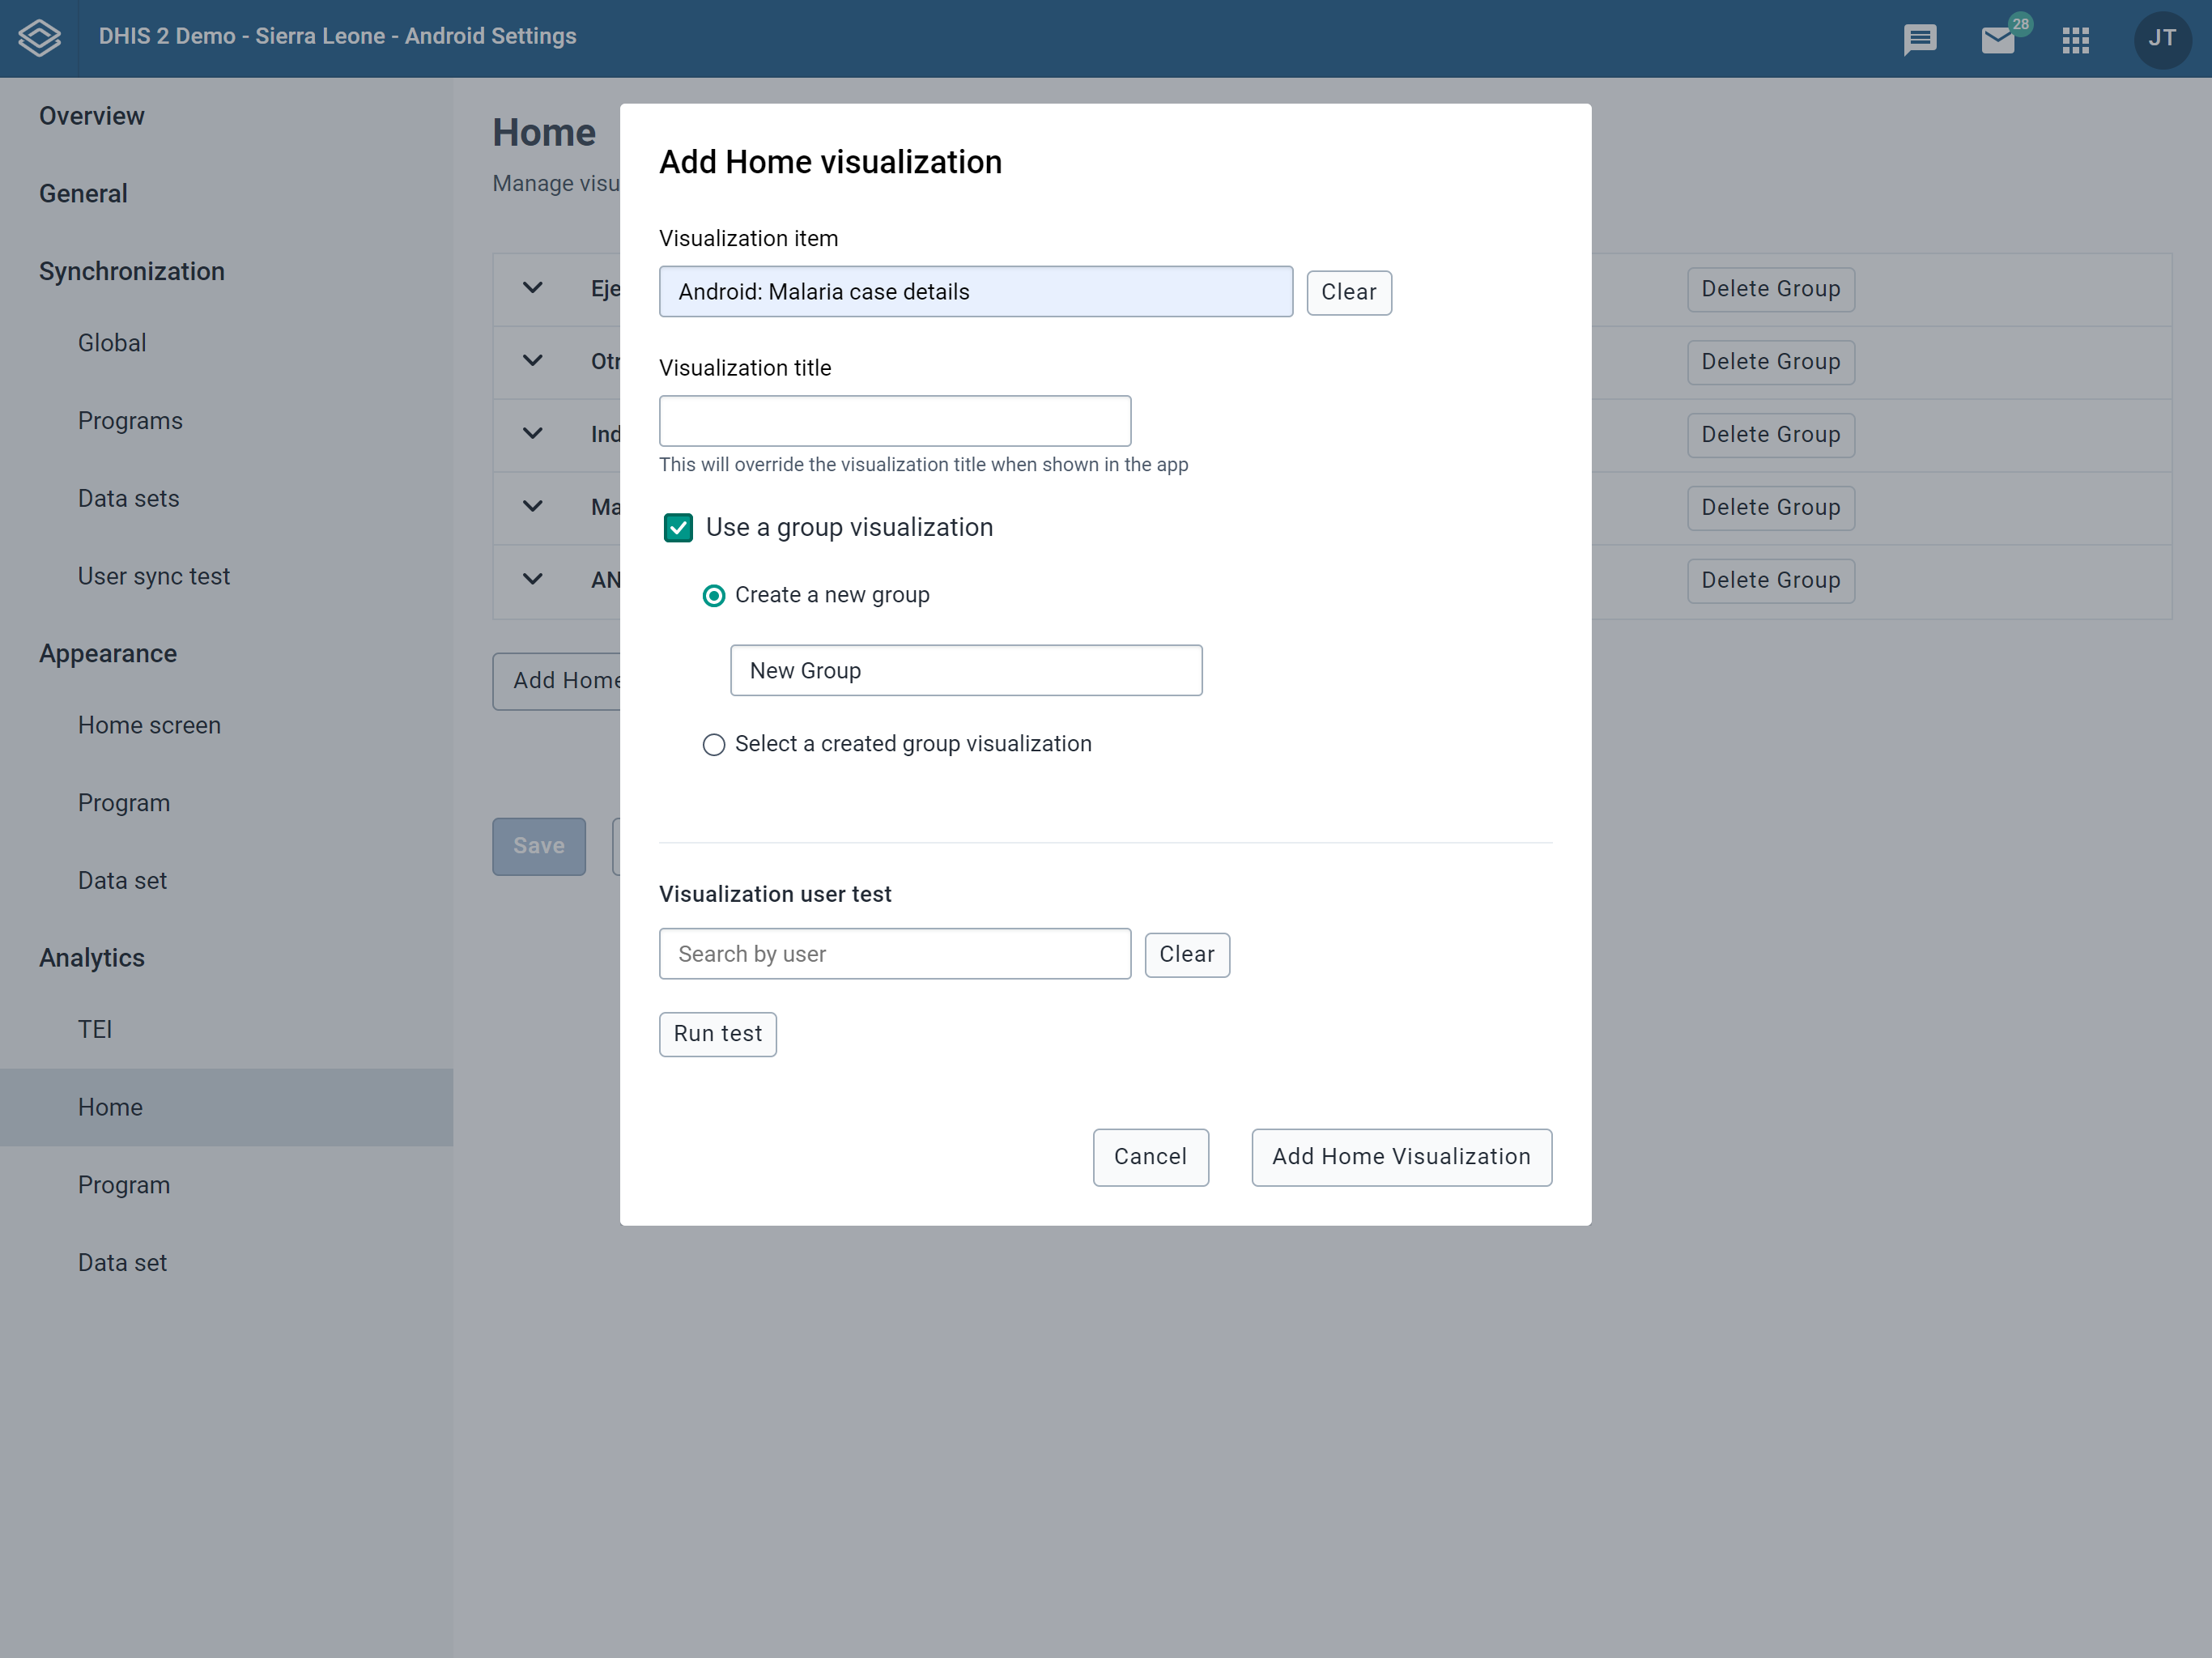 DHIS 2 Demo - Sierra Leone - Android Settings
28
JT
Overview
General
Synchronization
Global
Programs
Data sets
User sync test
Appearance
Home screen
Program
Data set
Analytics
TEI
Home
Program
Data set
Home
Manage visu
Eje
Delete Group
Otr
Delete Group
Ind
Delete Group
Ma
Delete Group
AN
Delete Group
Add Home
Save
Add Home visualization
Visualization item
Android: Malaria case details
Clear
Visualization title
This will override the visualization title when shown in the app
Use a group visualization
Create a new group
New Group
Select a created group visualization
Visualization user test
Search by user
Clear
Run test
Cancel
Add Home Visualization